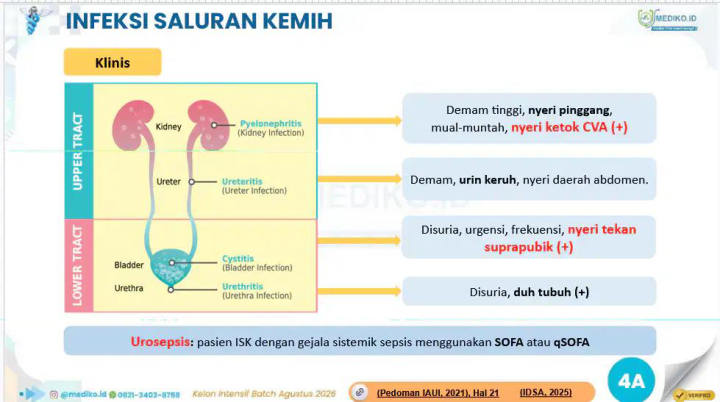 INFEKSI SALURAN KEMIH
MEDIKO.ID
Klinis
UPPER TRACT
LOWER TRACT
Kidney
Pyelonephritis
(Kidney Infection)
Ureter
Ureteritis
(Ureter Infection)
Bladder
Cystitis
(Bladder Infection)
Urethra
Urethritis
(Urethra Infection)
Demam tinggi, nyeri pinggang,
mual-muntah, nyeri ketok CVA (+)
Demam, urin keruh, nyeri daerah abdomen.
Disuria, urgensi, frekuensi, nyeri tekan
suprapubik (+)
Disuria, duh tubuh (+)
MEDIKO.ID
Urosepsis: pasien ISK dengan gejala sistemik sepsis menggunakan SOFA atau qSOFA
@mediko.id 0821-3403-8768 Kelon Intensif Batch Agustus 2026
(Pedoman IAUI, 2021), Hal 21 (IDSA, 2025)
4A
VERIFIED